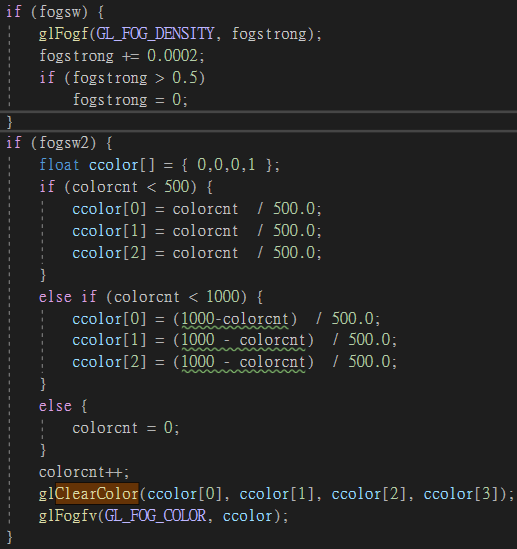 if (fogsw) {
glFogf(GL_FOG_DENSITY, fogstrong);
fogstrong += 0.0002;
if (fogstrong > 0.5)
fogstrong = 0;
}
if (fogsw2) {
float ccolor[] = { 0,0,0,1 };
if (colorcnt < 500) {
ccolor[0] = colorcnt  / 500.0;
ccolor[1] = colorcnt  / 500.0;
ccolor[2] = colorcnt  / 500.0;
}
else if (colorcnt < 1000) {
ccolor[0] = (1000-colorcnt)  / 500.0;
ccolor[1] = (1000 - colorcnt)  / 500.0;
ccolor[2] = (1000 - colorcnt)  / 500.0;
}
else {
colorcnt = 0;
}
colorcnt++;
glClearColor(ccolor[0], ccolor[1], ccolor[2], ccolor[3]);
glFogfv(GL_FOG_COLOR, ccolor);
}